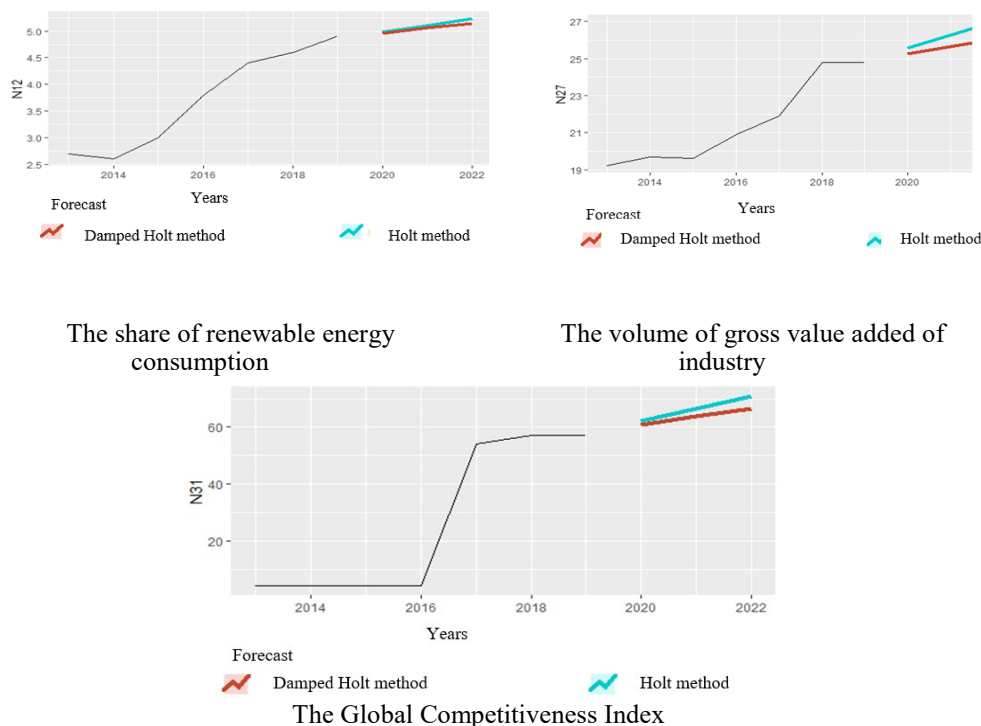 N12
5.0
4.5
4.0
3.5
3.0
2.5
2014 2016 2018 2020 2022
Years
Forecast
Damped Holt method Holt method
The share of renewable energy
consumption
N27
27
25
23
21
19
2014 2016 2018 2020
Years
Forecast
Damped Holt method Holt method
The volume of gross value added of
industry
N31
60
40
20
2014 2016 2018 2020 2022
Years
Forecast
Damped Holt method Holt method
The Global Competitiveness Index